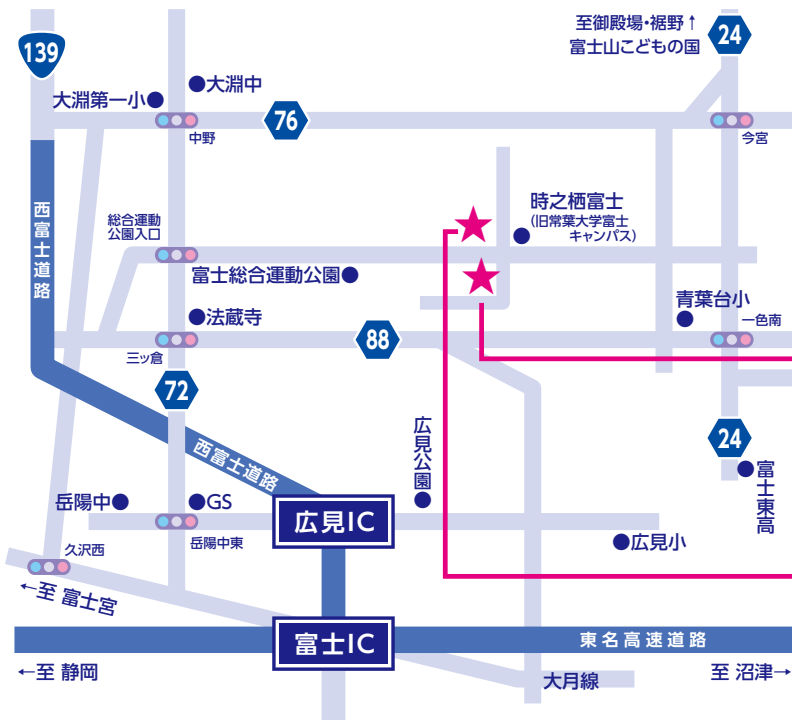 139
至御殿場・裾野↑
富士山こどもの国
24
大淵中
大淵第一小
76
中野
今宮
西富士道路
総合運動
公園入口
時之栖富士
(旧常葉大学富士
キャンパス)
富士総合運動公園
青葉台小
法蔵寺
一色南
三ッ倉
88
72
西富士道路
広見公園
24
富士東高
岳陽中
GS
広見IC
岳陽中東
広見小
久沢西
←至 富士宮
富士IC
東名高速道路
←至 静岡
大月線
至 沼津→